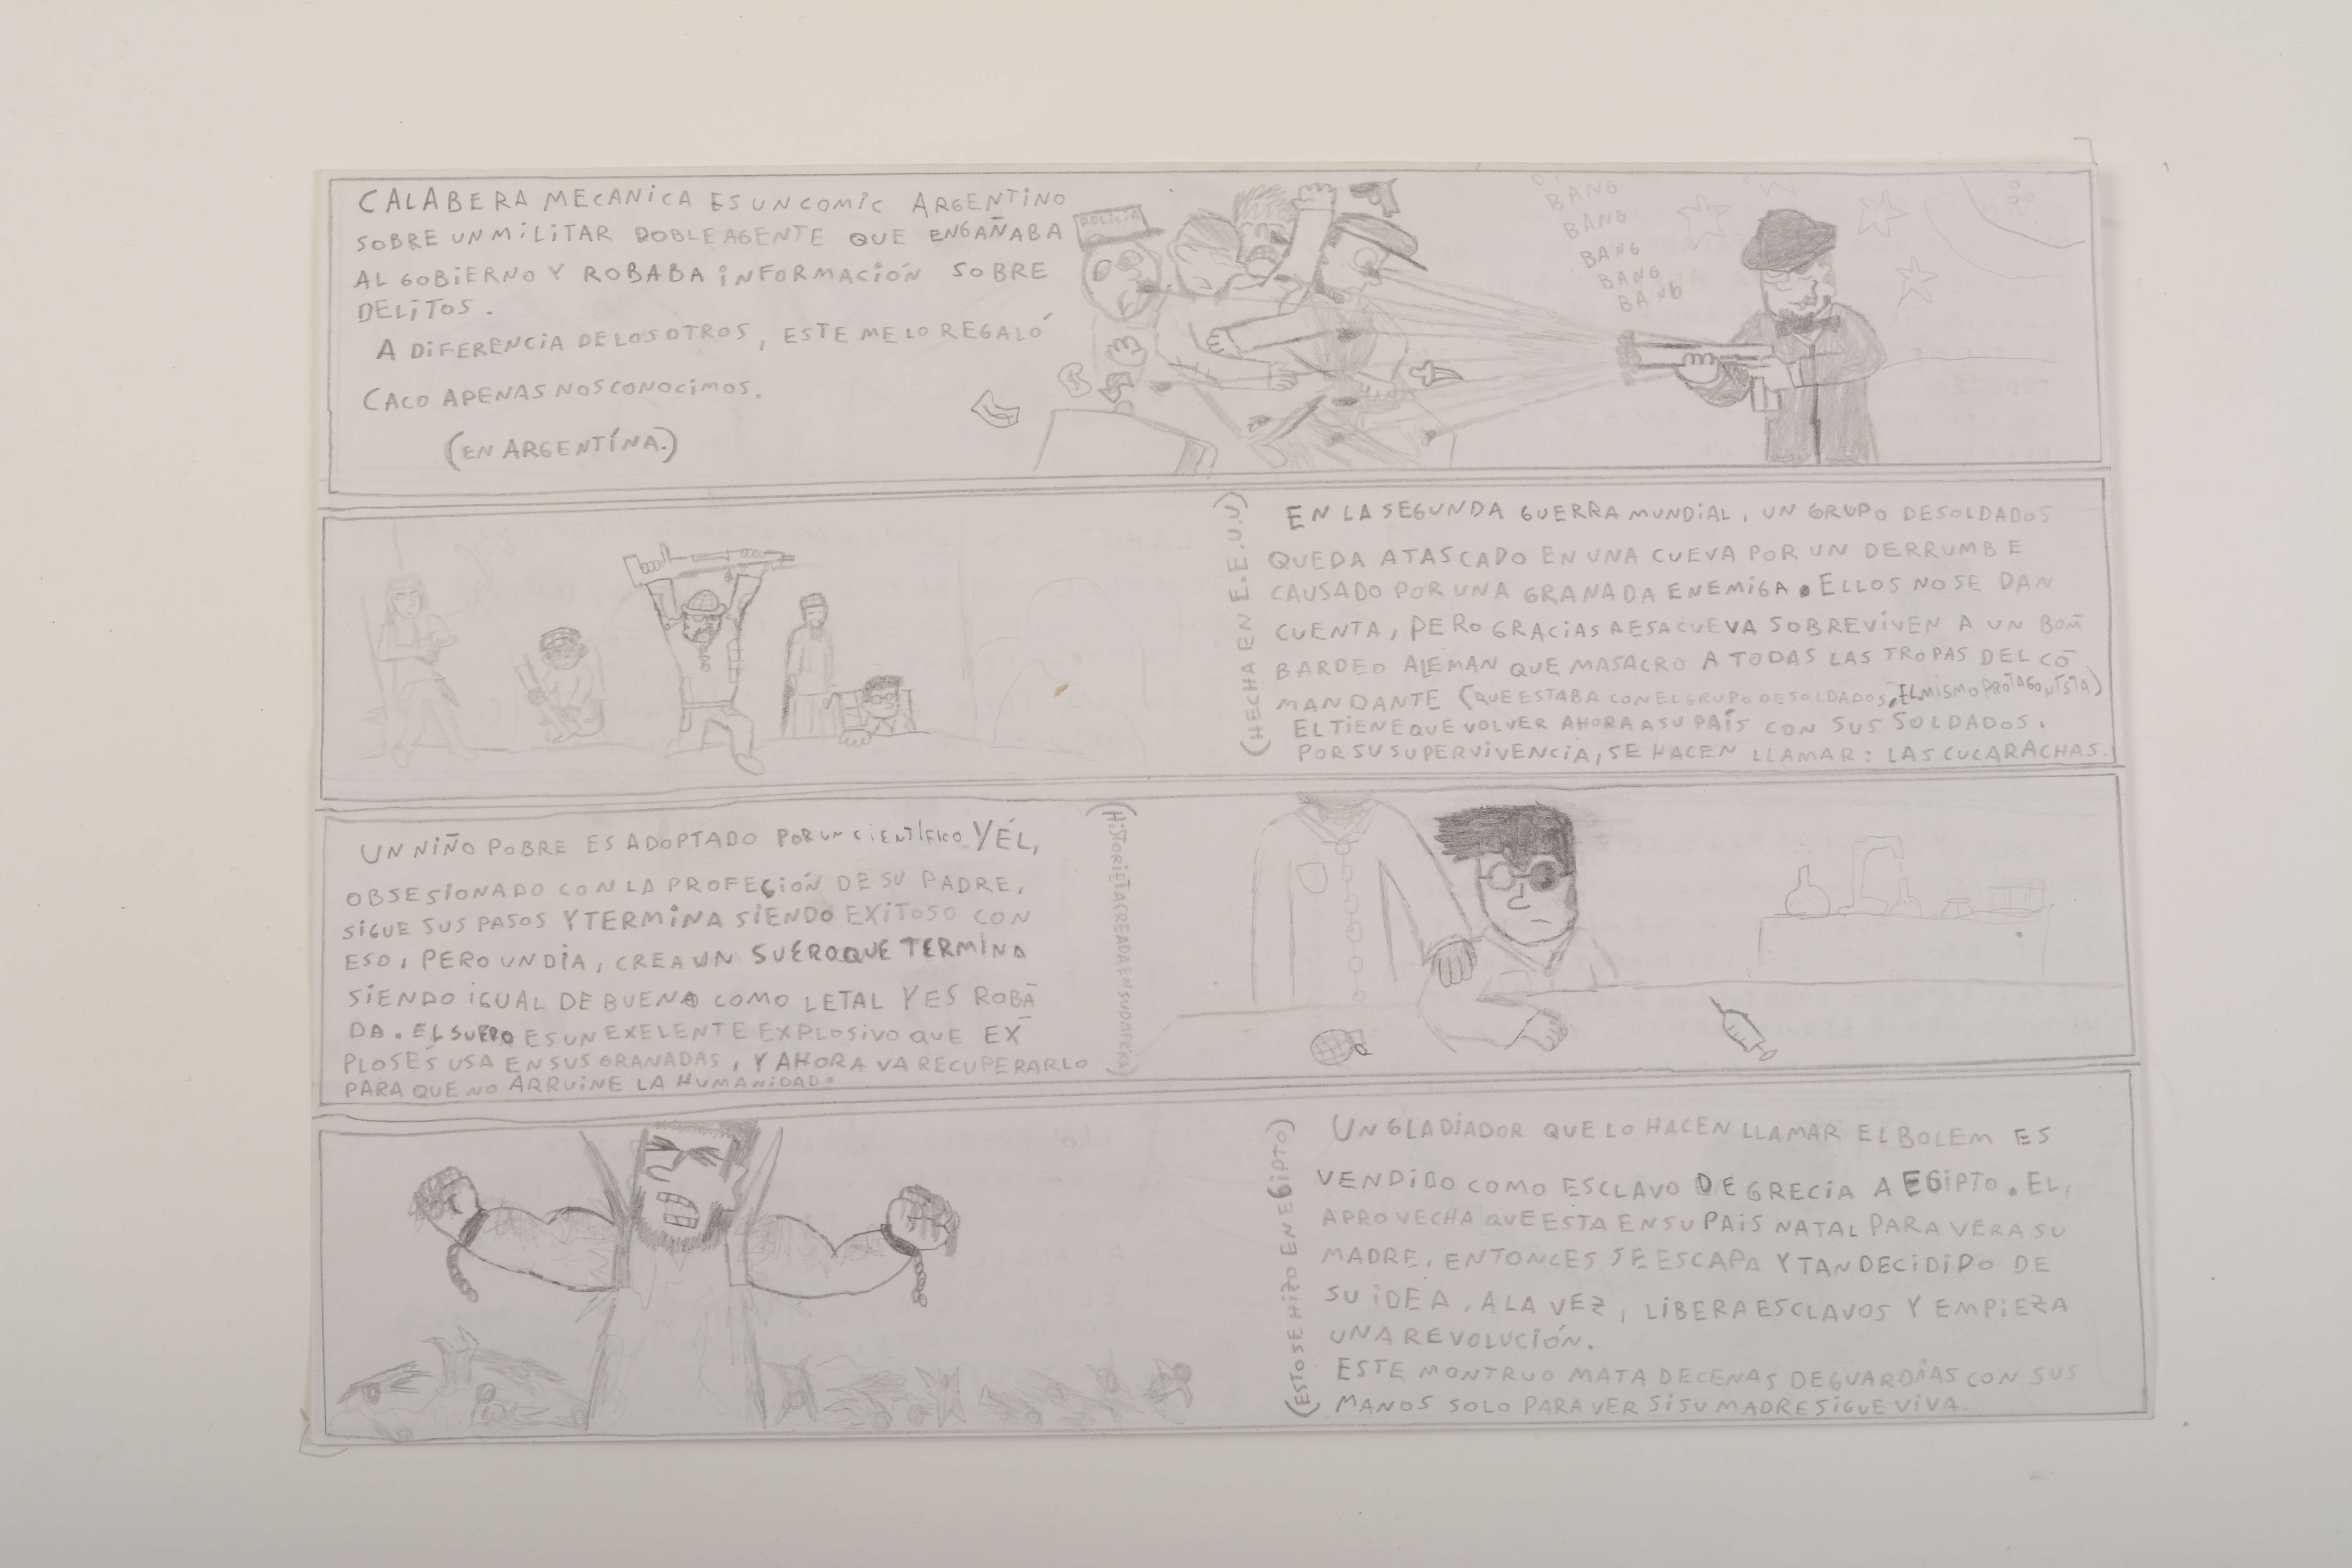 CALABERA MECANICA ES UN COMIC ARGENTINO
SOBRE UN MILITAR DOBLE AGENTE QUE ENGAÑABA
AL GOBIERNO Y ROBABA INFORMACIÓN SOBRE
DELITOS.
A DIFERENCIA DE LOS OTROS, ESTE ME LO REGALÓ
CACO APENAS NOS CONOCIMOS.
(EN ARGENTÍNA.)
POLICIA
BANG
BANG
BANG
BANG
BANG
(HECHA EN E.E.U.U)
EN LA SEGUNDA GUERRA MUNDIAL, UN GRUPO DE SOLDADOS
QUEDA ATASCADO EN UNA CUEVA POR UN DERRUMBE
CAUSADO POR UNA GRANADA ENEMIGA. ELLOS NO SE DAN
CUENTA, PERO GRACIAS A ESA CUEVA SOBREVIVEN A UN BOM
BARDEO ALEMAN QUE MASACRO A TODAS LAS TROPAS DEL CO
MANDANTE (QUE ESTABA CON EL GRUPO DE SOLDADOS, EL MISMO PROTAGONISTA)
EL TIENE QUE VOLVER AHORA A SU PAÍS CON SUS SOLDADOS.
POR SU SUPERVIVENCIA, SE HACEN LLAMAR: LAS CUCARACHAS.
UN NIÑO POBRE ES ADOPTADO POR UN CIENTÍFICO Y ÉL,
OBSESIONADO CON LA PROFECIÓN DE SU PADRE,
SIGUE SUS PASOS Y TERMINA SIENDO EXITOSO CON
ESO, PERO UN DIA, CREA UN SUERO QUE TERMINA
SIENDO IGUAL DE BUENO COMO LETAL Y ES ROBA
DA. EL SUERO ES UN EXELENTE EXPLOSIVO QUE EX
PLOSES USA EN SUS GRANADAS, Y AHORA VA RECUPERARLO
PARA QUE NO ARRUINE LA HUMANIDAD.
(HISTORIETA CREADA EN SUDAFRICA)
(ESTO SE HIZO EN EGIPTO)
UN GLADIADOR QUE LO HACEN LLAMAR EL BOLEM ES
VENDIDO COMO ESCLAVO DE GRECIA A EGIPTO. EL,
APROVECHA QUE ESTA EN SU PAIS NATAL PARA VER A SU
MADRE, ENTONCES SE ESCAPA Y TAN DECIDIDO DE
SU IDEA, A LA VEZ, LIBERA ESCLAVOS Y EMPIEZA
UNA REVOLUCIÓN.
ESTE MONTRUO MATA DECENAS DE GUARDIAS CON SUS
MANOS SOLO PARA VER SI SU MADRE SIGUE VIVA.